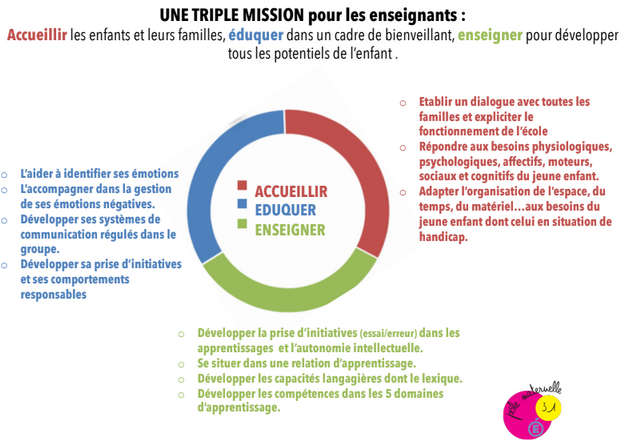 UNE TRIPLE MISSION pour les enseignants :
Accueillir les enfants et leurs familles, éduquer dans un cadre de bienveillant, enseigner pour développer
tous les potentiels de l’enfant .
o Etablir un dialogue avec toutes les
familles et expliciter le
fonctionnement de l’école
o Répondre aux besoins physiologiques,
psychologiques, affectifs, moteurs,
sociaux et cognitifs du jeune enfant.
o Adapter l’organisation de l’espace, du
temps, du matériel...aux besoins du
jeune enfant dont celui en situation de
handicap.
o L’aider à identifier ses émotions
o L’accompagner dans la gestion
de ses émotions négatives.
o Développer ses systèmes de
communication régulés dans le
groupe.
o Développer sa prise d’initiatives
et ses comportements
responsables
ACCUEILLIR
EDUQUER
ENSEIGNER
o Développer la prise d’initiatives (essai/erreur) dans les
apprentissages et l’autonomie intellectuelle.
o Se situer dans une relation d’apprentissage.
o Développer les capacités langagières dont le lexique.
o Développer les compétences dans les 5 domaines
d’apprentissage.
pôle maternelle
31
É